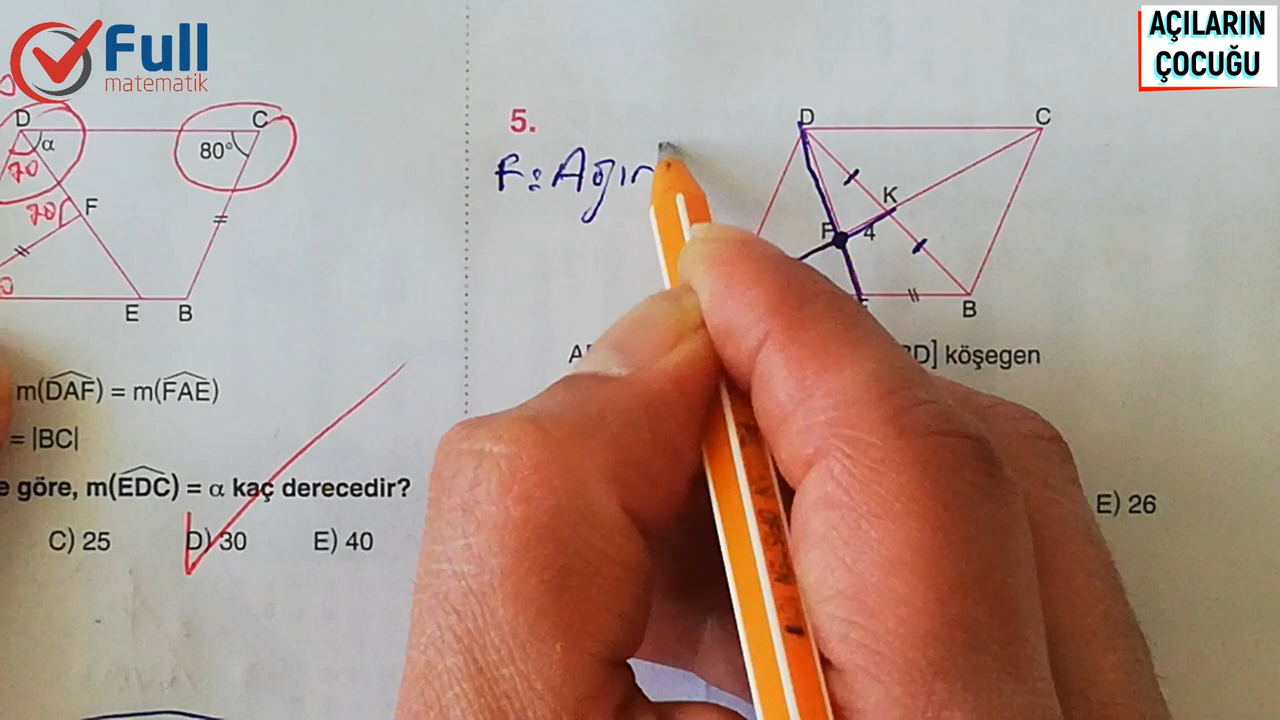 Full
matematik
AÇILARIN
ÇOCUĞU
D
α
C
80°
70
70
F
E
B
m(DAF) = m(FAE)
= |BC|
göre, m(EDC) = α kaç derecedir?
C) 25 D) 30 E) 40
5.
F: Ağır
D
C
K
F
4
E
B
köşegen
E) 26